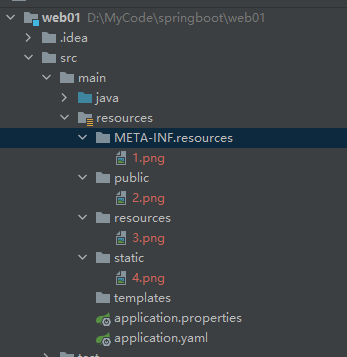 web01 D:\MyCode\springboot\web01
.idea
src
main
java
resources
META-INF.resources
1.png
public
2.png
resources
3.png
static
4.png
templates
application.properties
application.yaml
test